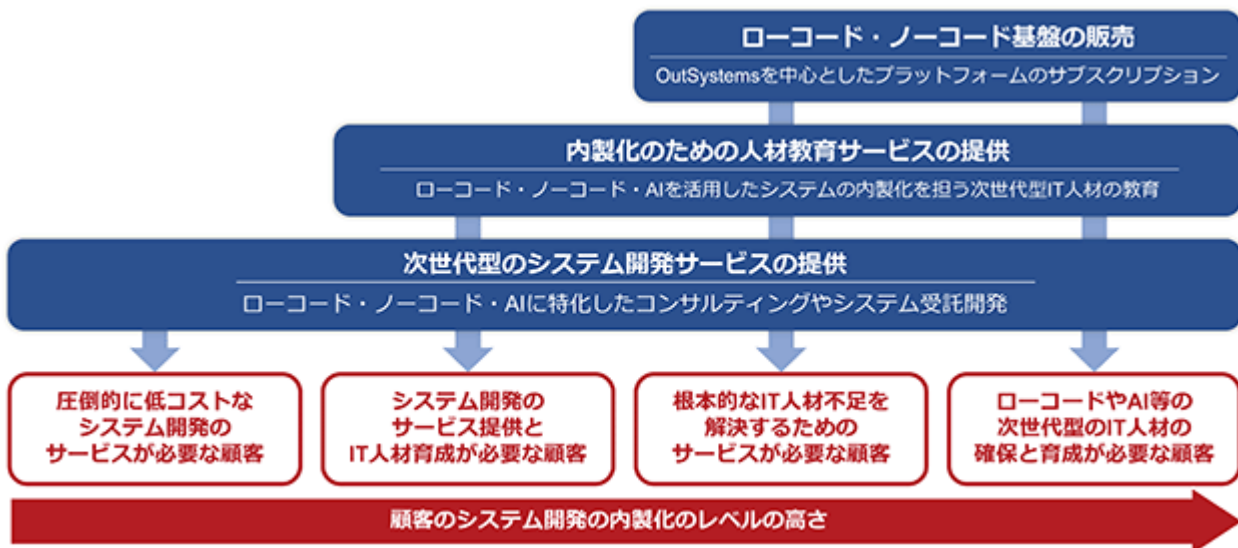 ローコード・ノーコード基盤の販売
OutSystemsを中心としたプラットフォームのサブスクリプション
内製化のための人材教育サービスの提供
ローコード・ノーコード・AIを活用したシステムの内製化を担う次世代型IT人材の教育
次世代型のシステム開発サービスの提供
ローコード・ノーコード・AIに特化したコンサルティングやシステム受託開発
圧倒的に低コストな
システム開発の
サービスが必要な顧客
システム開発の
サービス提供と
IT人材育成が必要な顧客
根本的なIT人材不足を
解決するための
サービスが必要な顧客
ローコードやAI等の
次世代型のIT人材の
確保と育成が必要な顧客
顧客のシステム開発の内製化のレベルの高さ